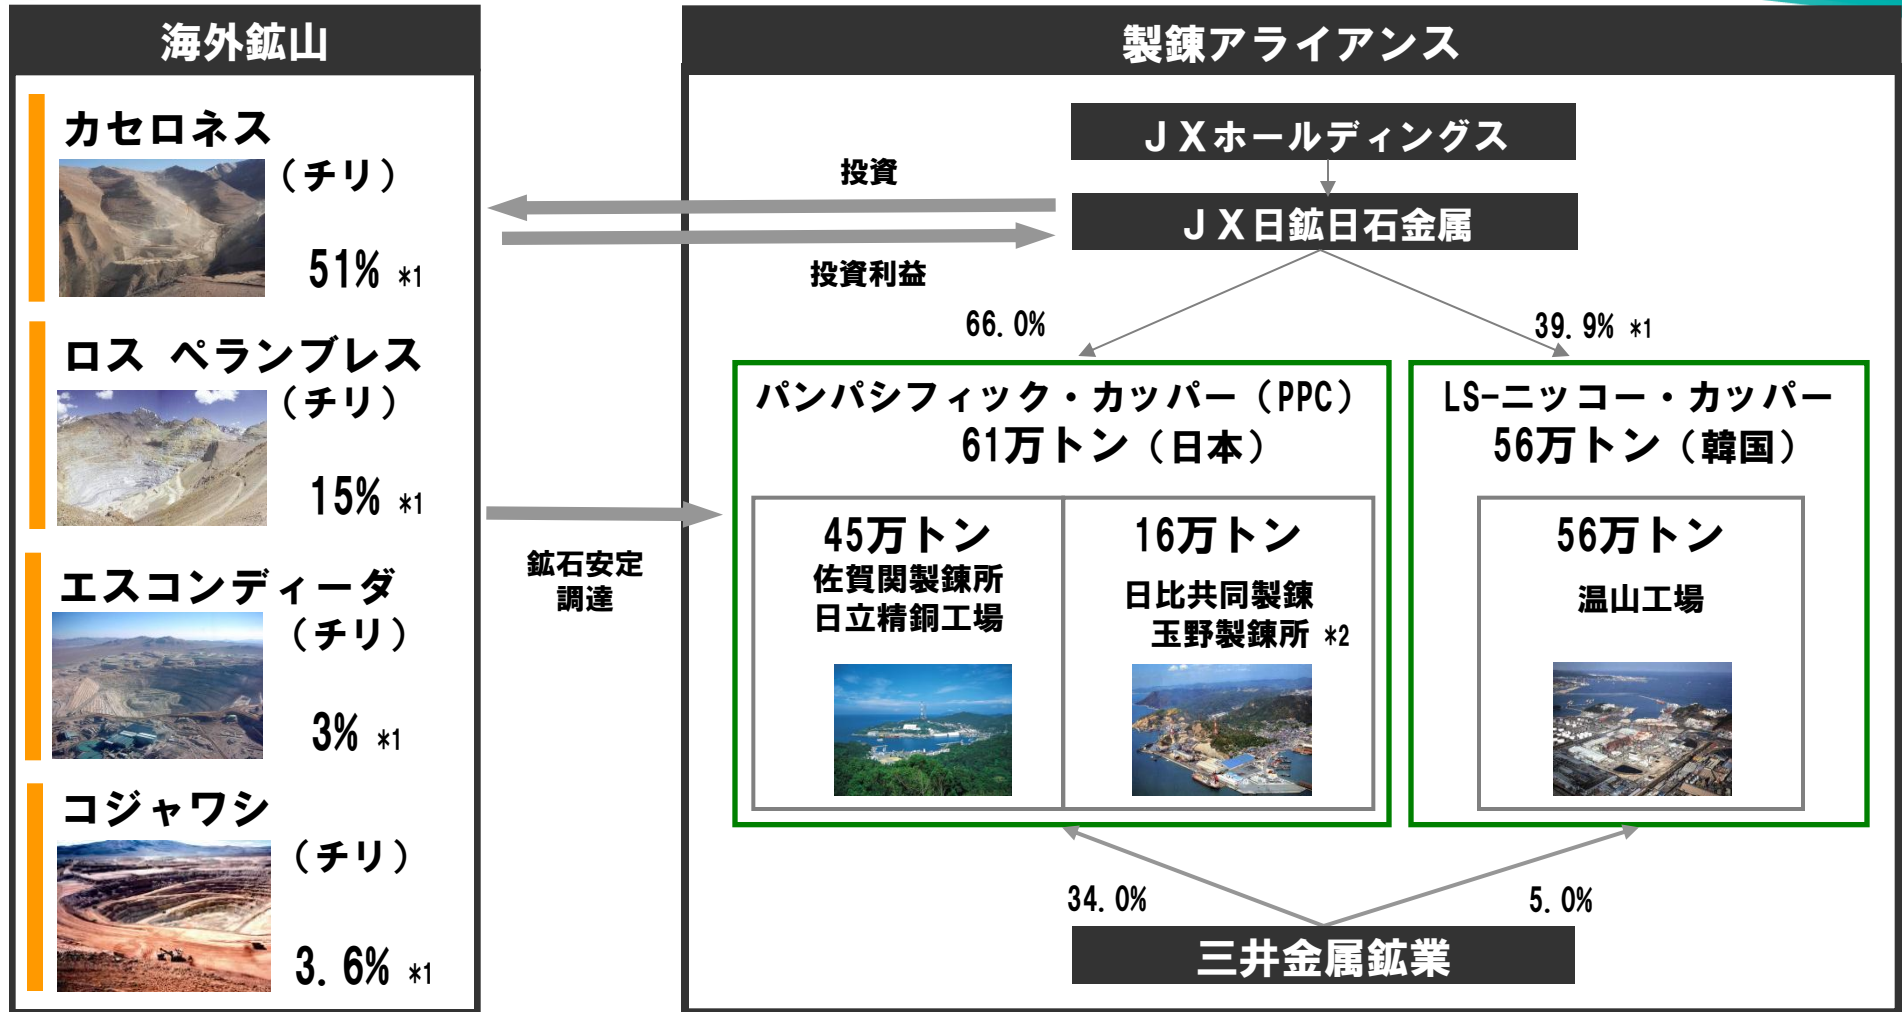 海外鉱山
カセロネス
(チリ)
51% *1
ロス ペランブレス
(チリ)
15% *1
エスコンディーダ
(チリ)
3% *1
コジャワシ
(チリ)
3.6% *1
投資
投資利益
鉱石安定
調達
製錬アライアンス
JXホールディングス
JX日鉱日石金属
66.0%
39.9% *1
パンパシフィック・カッパー(PPC)
61万トン(日本)
45万トン
佐賀関製錬所
日立精銅工場
16万トン
日比共同製錬
玉野製錬所 *2
LS-ニッコー・カッパー
56万トン(韓国)
56万トン
温山工場
34.0%
5.0%
三井金属鉱業